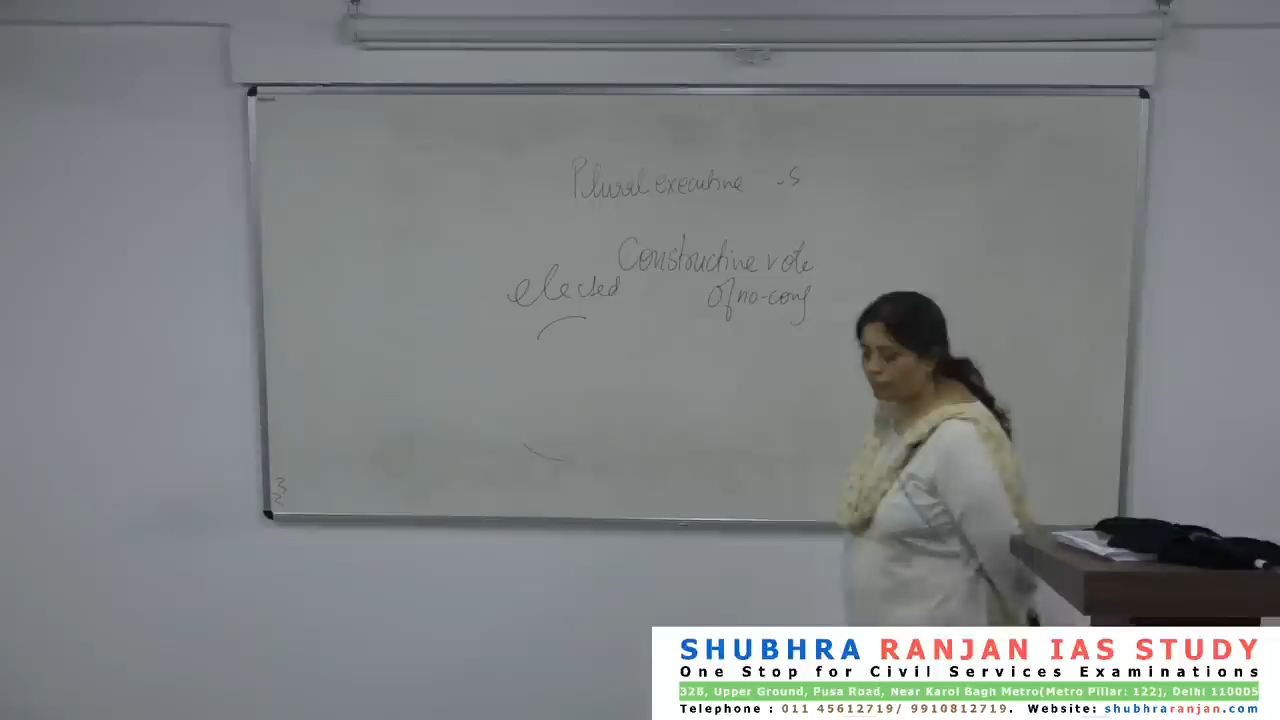 Plural executive - S
Constructive vote
elected
of no-conf
3
2
SHUBHRA RANJAN IAS STUDY
One Stop for Civil Services Examinations
32B, Upper Ground, Pusa Road, Near Karol Bagh Metro(Metro Pillar: 122), Delhi 110005
Telephone : 011 45612719/ 9910812719. Website: shubhraranjan.com